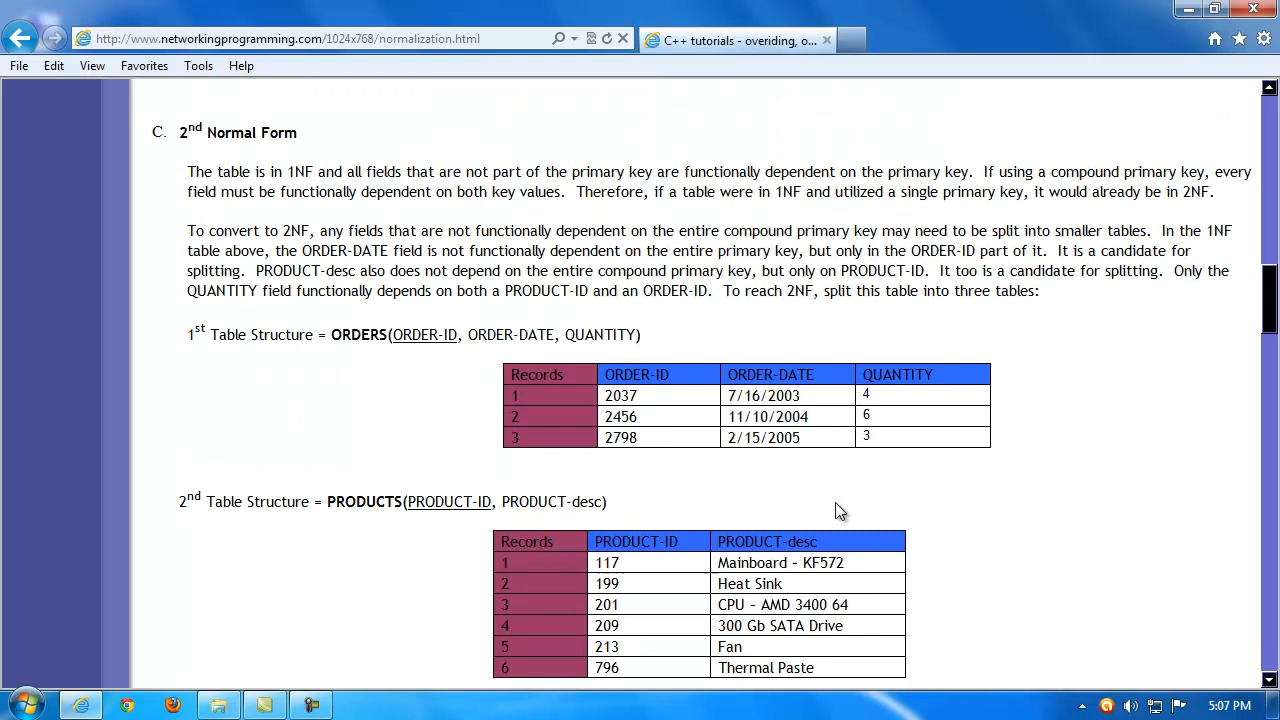 http://www.networkingprogramming.com/1024x768/normalization.html
C++ tutorials - overiding, o...
File Edit View Favorites Tools Help
C. 2nd Normal Form
The table is in 1NF and all fields that are not part of the primary key are functionally dependent on the primary key. If using a compound primary key, every
field must be functionally dependent on both key values. Therefore, if a table were in 1NF and utilized a single primary key, it would already be in 2NF.
To convert to 2NF, any fields that are not functionally dependent on the entire compound primary key may need to be split into smaller tables. In the 1NF
table above, the ORDER-DATE field is not functionally dependent on the entire primary key, but only in the ORDER-ID part of it. It is a candidate for
splitting. PRODUCT-desc also does not depend on the entire compound primary key, but only on PRODUCT-ID. It too is a candidate for splitting. Only the
QUANTITY field functionally depends on both a PRODUCT-ID and an ORDER-ID. To reach 2NF, split this table into three tables:
1st Table Structure = ORDERS(ORDER-ID, ORDER-DATE, QUANTITY)
Records ORDER-ID ORDER-DATE QUANTITY
1 2037 7/16/2003 4
2 2456 11/10/2004 6
3 2798 2/15/2005 3
2nd Table Structure = PRODUCTS(PRODUCT-ID, PRODUCT-desc)
Records PRODUCT-ID PRODUCT-desc
1 117 Mainboard – KF572
2 199 Heat Sink
3 201 CPU – AMD 3400 64
4 209 300 Gb SATA Drive
5 213 Fan
6 796 Thermal Paste
5:07 PM